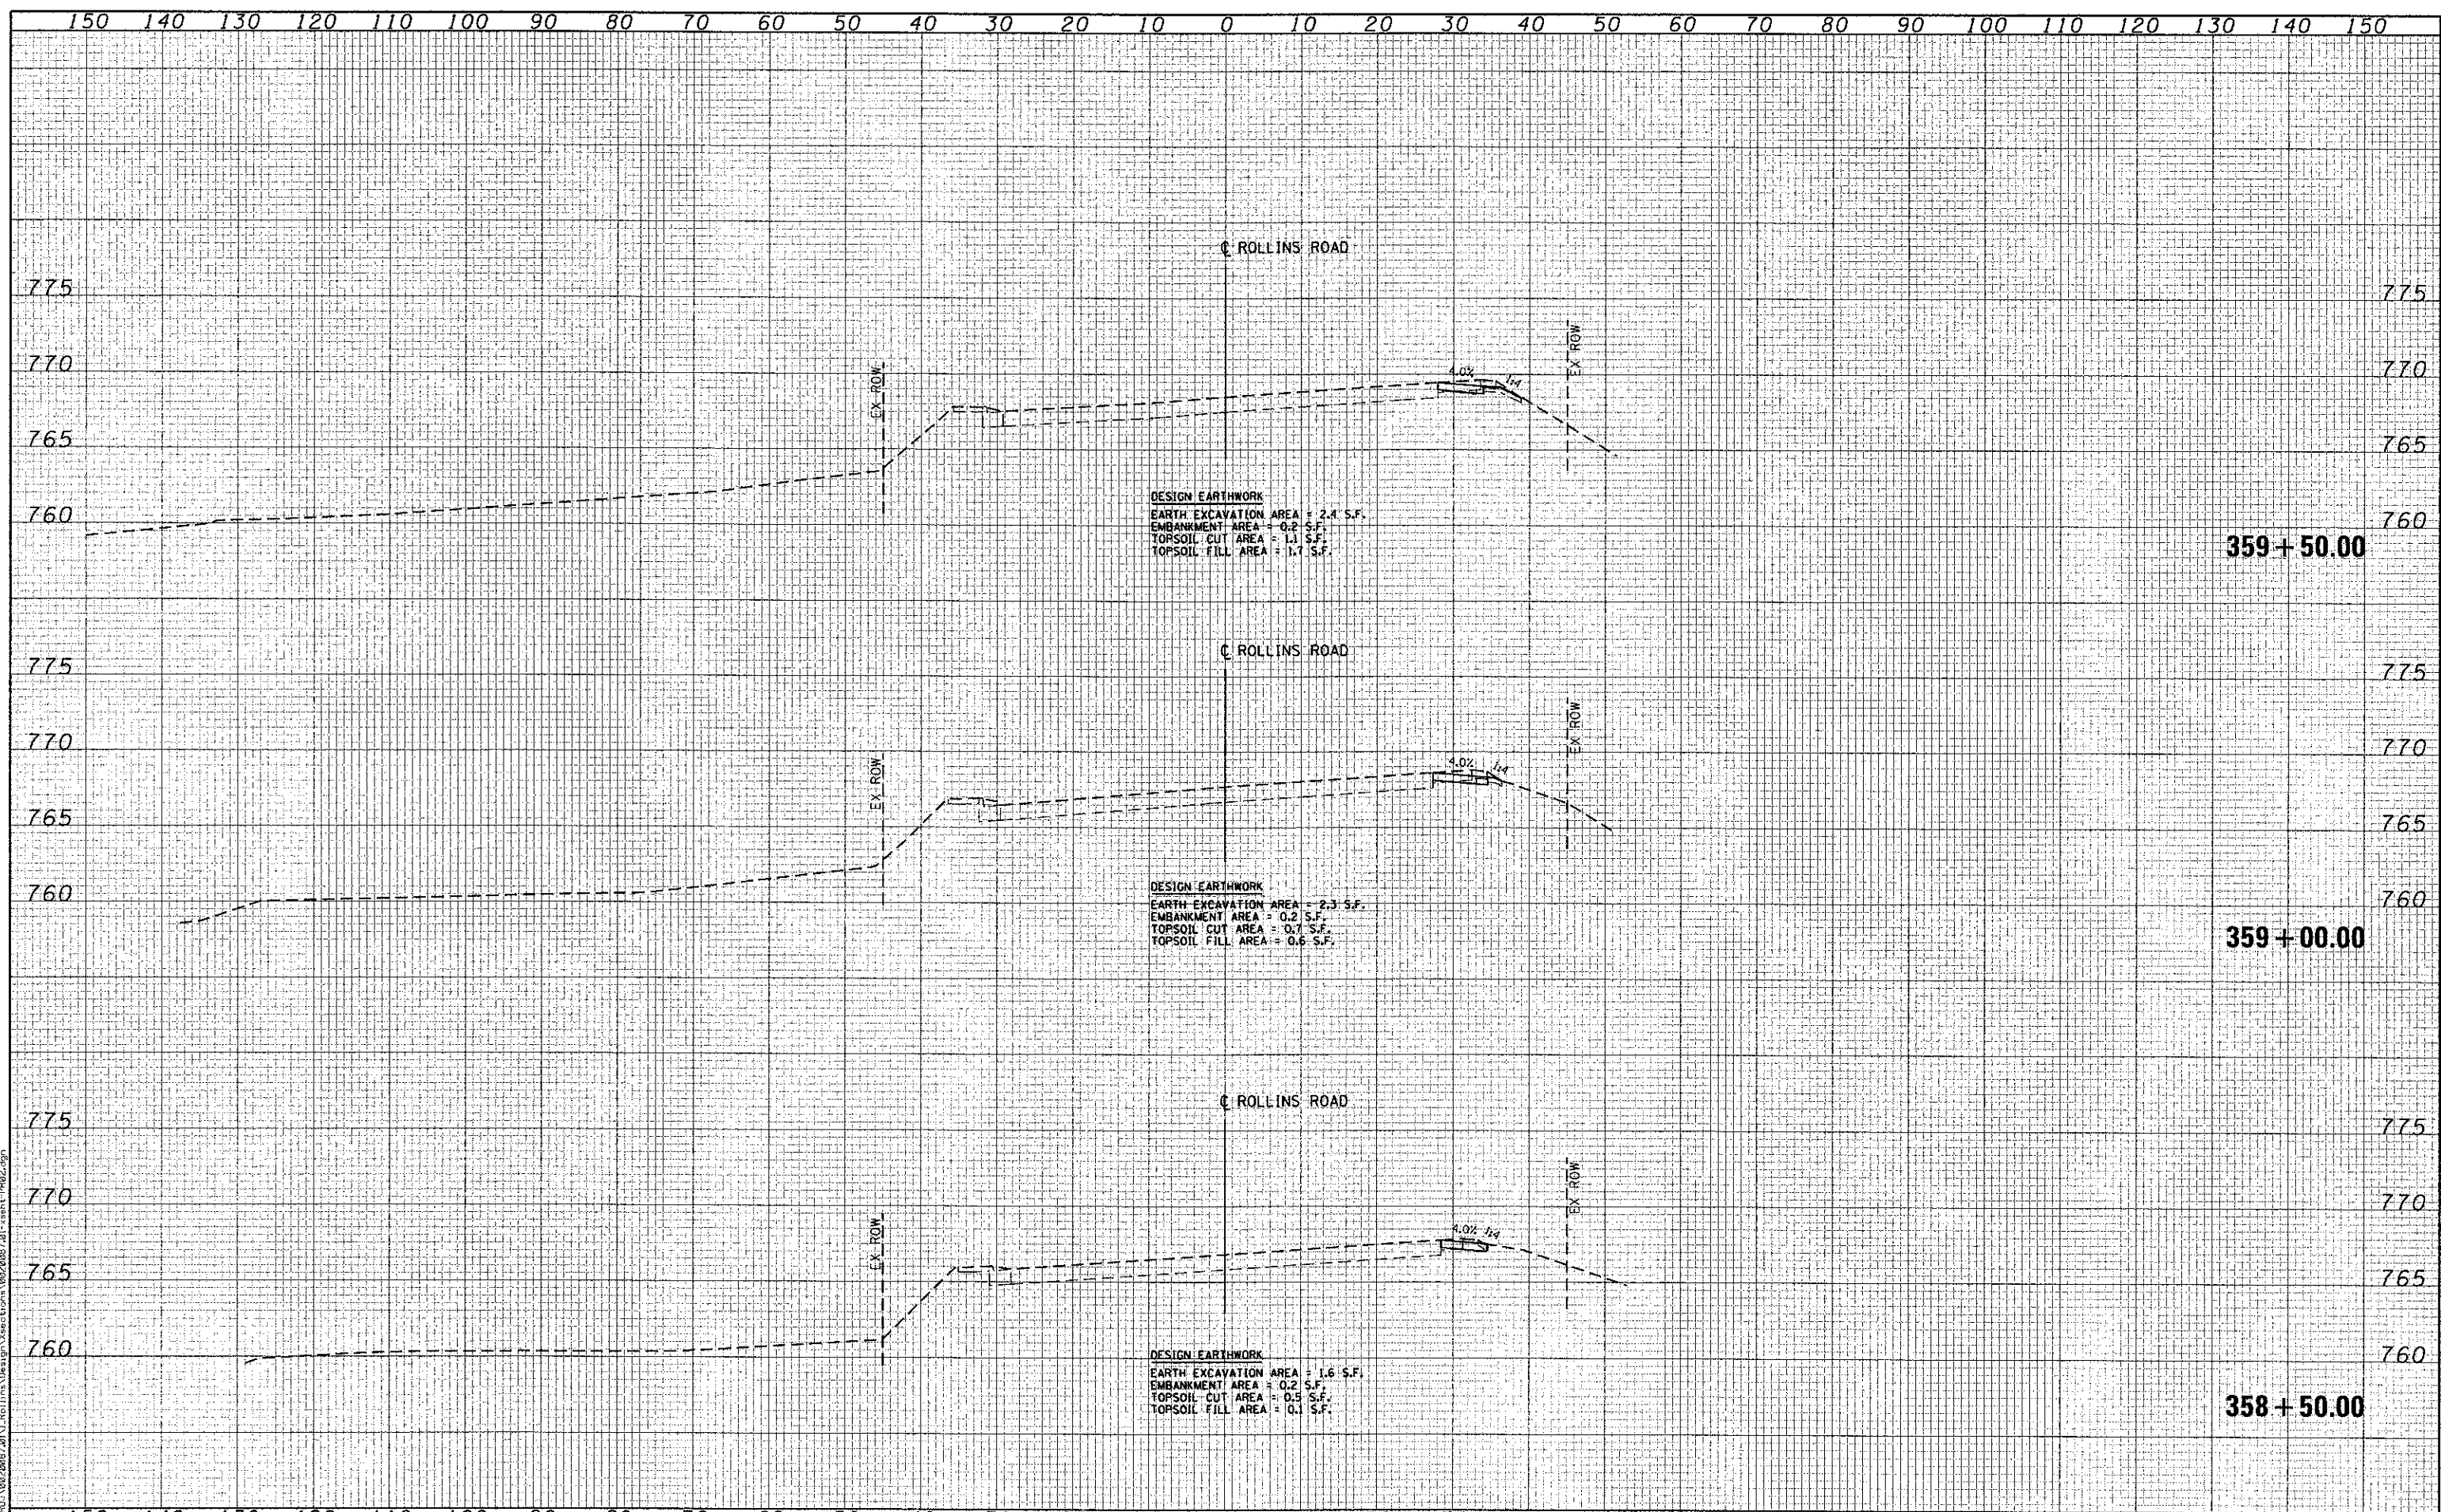 150 140 130 120 110 100 90 80 70 60 50 40 30 20 10 0 10 20 30 40 50 60 70 80 90 100 110 120 130 140 150
℄ ROLLINS ROAD
775 775
EX ROW
770 770
EX ROW
4.0% 1:4
765 765
DESIGN EARTHWORK
EARTH EXCAVATION AREA = 2.4 S.F.
EMBANKMENT AREA = 0.2 S.F.
TOPSOIL CUT AREA = 1.1 S.F.
TOPSOIL FILL AREA = 1.7 S.F.
760 760
359+50.00
℄ ROLLINS ROAD
775 775
EX ROW
770 770
EX ROW
4.0% 1:4
765 765
DESIGN EARTHWORK
EARTH EXCAVATION AREA = 2.3 S.F.
EMBANKMENT AREA = 0.2 S.F.
TOPSOIL CUT AREA = 0.7 S.F.
TOPSOIL FILL AREA = 0.6 S.F.
760 760
359+00.00
℄ ROLLINS ROAD
775 775
EX ROW
770 770
EX ROW
4.0% 1:4
765 765
760 760
DESIGN EARTHWORK
EARTH EXCAVATION AREA = 1.6 S.F.
EMBANKMENT AREA = 0.2 S.F.
TOPSOIL CUT AREA = 0.5 S.F.
TOPSOIL FILL AREA = 0.1 S.F.
358+50.00